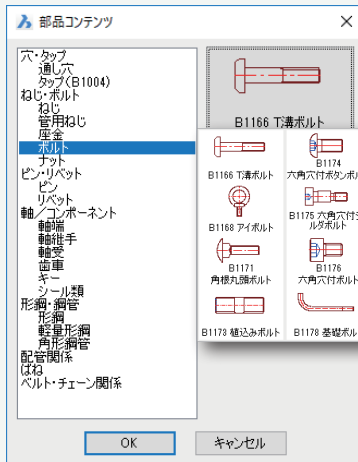 部品コンテンツ
穴・タップ
通し穴
タップ(B1004)
ねじ・ボルト
ねじ
管用ねじ
座金
ボルト
ナット
ピン・リベット
ピン
リベット
軸／コンポーネント
軸端
軸継手
軸受
歯車
キー
シール類
形鋼・鋼管
形鋼
軽量形鋼
角形鋼管
配管関係
ばね
ベルト・チェーン関係
B1166 T溝ボルト
B1166 T溝ボルト
B1174
六角穴付ボタンボル
B1168 アイボルト
B1175 六角穴付シ
ルダボルト
B1171
角根丸頭ボルト
B1176
六角穴付ボルト
B1173 植込みボルト
B1178 基礎ボル
OK
キャンセル